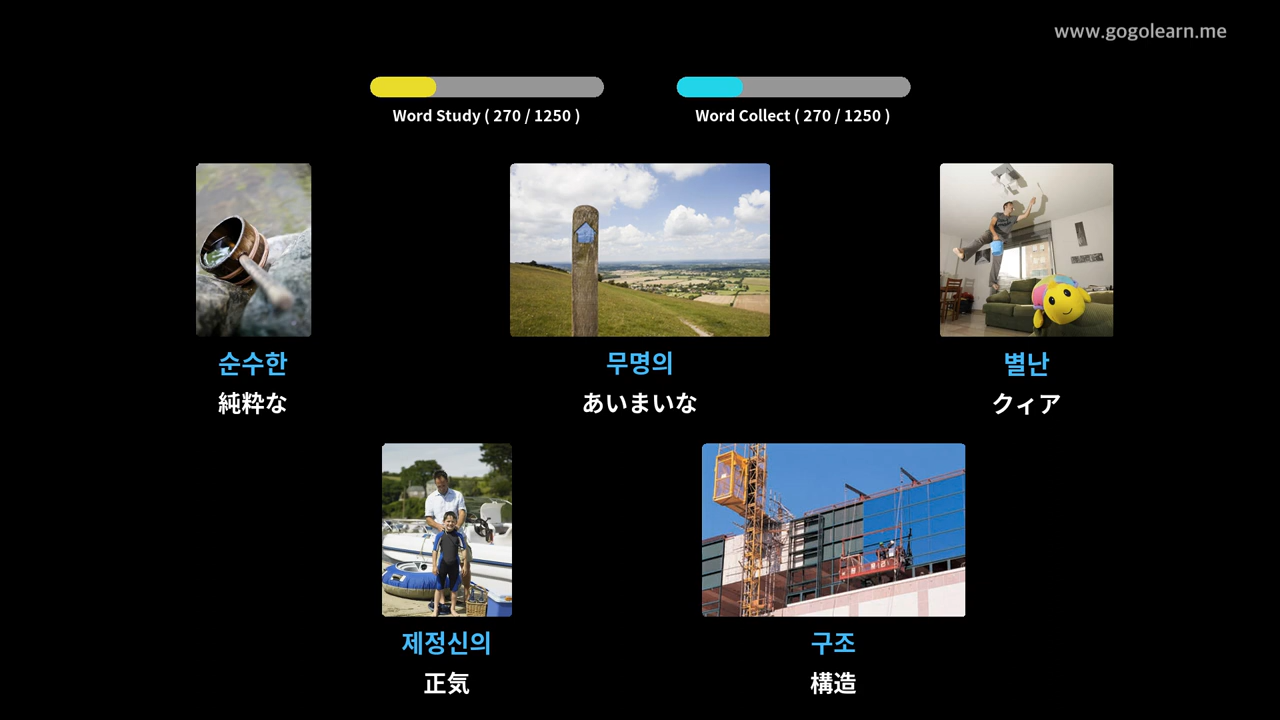 www.gogolearn.me
Word Study ( 270 / 1250 )
Word Collect ( 270 / 1250 )
순수한
純粋な
무명의
あいまいな
별난
クィア
제정신의
正気
구조
構造